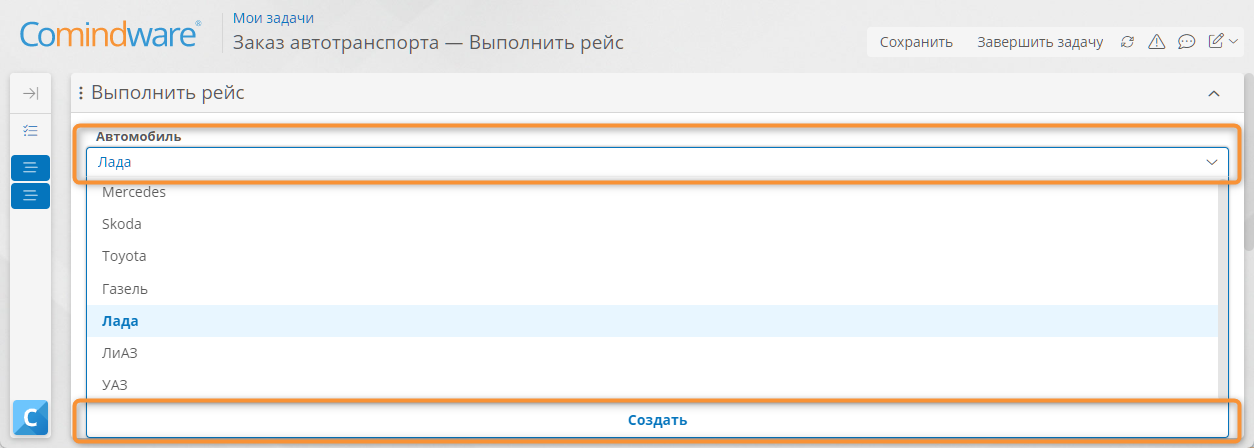 Comindware®
Мои задачи
Заказ автотранспорта — Выполнить рейс
Сохранить Завершить задачу
Выполнить рейс
Автомобиль
Лада
Mercedes
Skoda
Toyota
Газель
Лада
ЛиАЗ
УАЗ
Создать
C